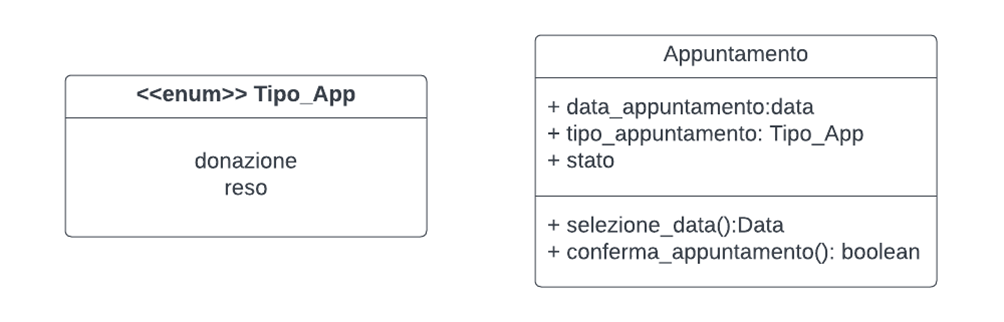 <<enum>> Tipo_App
donazione
reso
Appuntamento
+ data_appuntamento:data
+ tipo_appuntamento: Tipo_App
+ stato
+ selezione_data():Data
+ conferma_appuntamento(): boolean